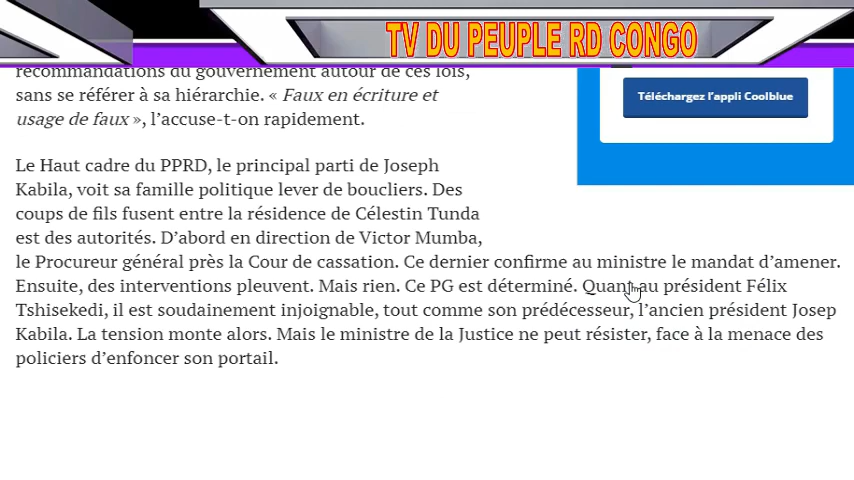 TV DU PEUPLE RD CONGO
recommandations du gouvernement autour de ces lois,
sans se référer à sa hiérarchie. « Faux en écriture et
usage de faux », l’accuse-t-on rapidement.
Téléchargez l’appli Coolblue
Le Haut cadre du PPRD, le principal parti de Joseph
Kabila, voit sa famille politique lever de boucliers. Des
coups de fils fusent entre la résidence de Célestin Tunda
est des autorités. D’abord en direction de Victor Mumba,
le Procureur général près la Cour de cassation. Ce dernier confirme au ministre le mandat d’amener.
Ensuite, des interventions pleuvent. Mais rien. Ce PG est déterminé. Quant au président Félix
Tshisekedi, il est soudainement injoignable, tout comme son prédécesseur, l’ancien président Josep
Kabila. La tension monte alors. Mais le ministre de la Justice ne peut résister, face à la menace des
policiers d’enfoncer son portail.